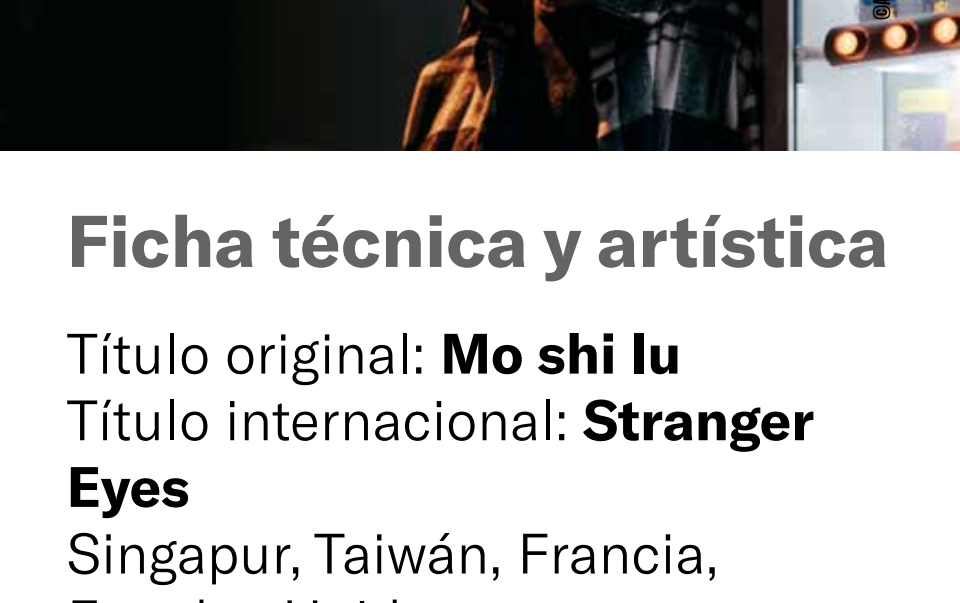 Ficha técnica y artística
Título original: Mo shi lu
Título internacional: Stranger
Eyes
Singapur, Taiwán, Francia,